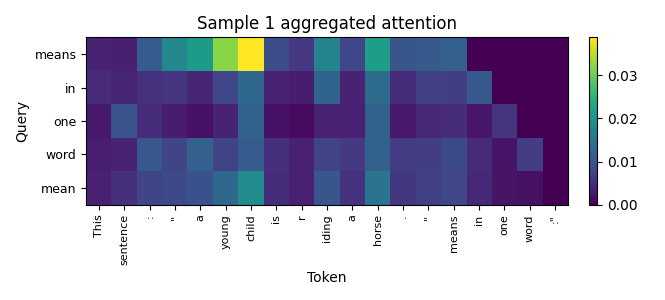 Sample 1 aggregated attention
means
in
one
word
mean
Query
This
sentence
:
"
a
young
child
is
r
iding
a
horse
.
"
means
in
one
word
:"
Token
0.03
0.02
0.01
0.00